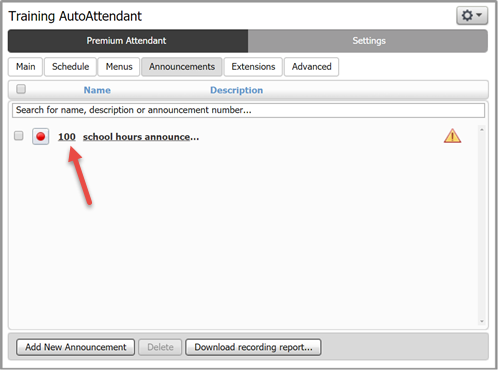 Training AutoAttendant
Premium Attendant Settings
Main Schedule Menus Announcements Extensions Advanced
Name Description
Search for name, description or announcement number...
100 school hours announce...
Add New Announcement Delete Download recording report...